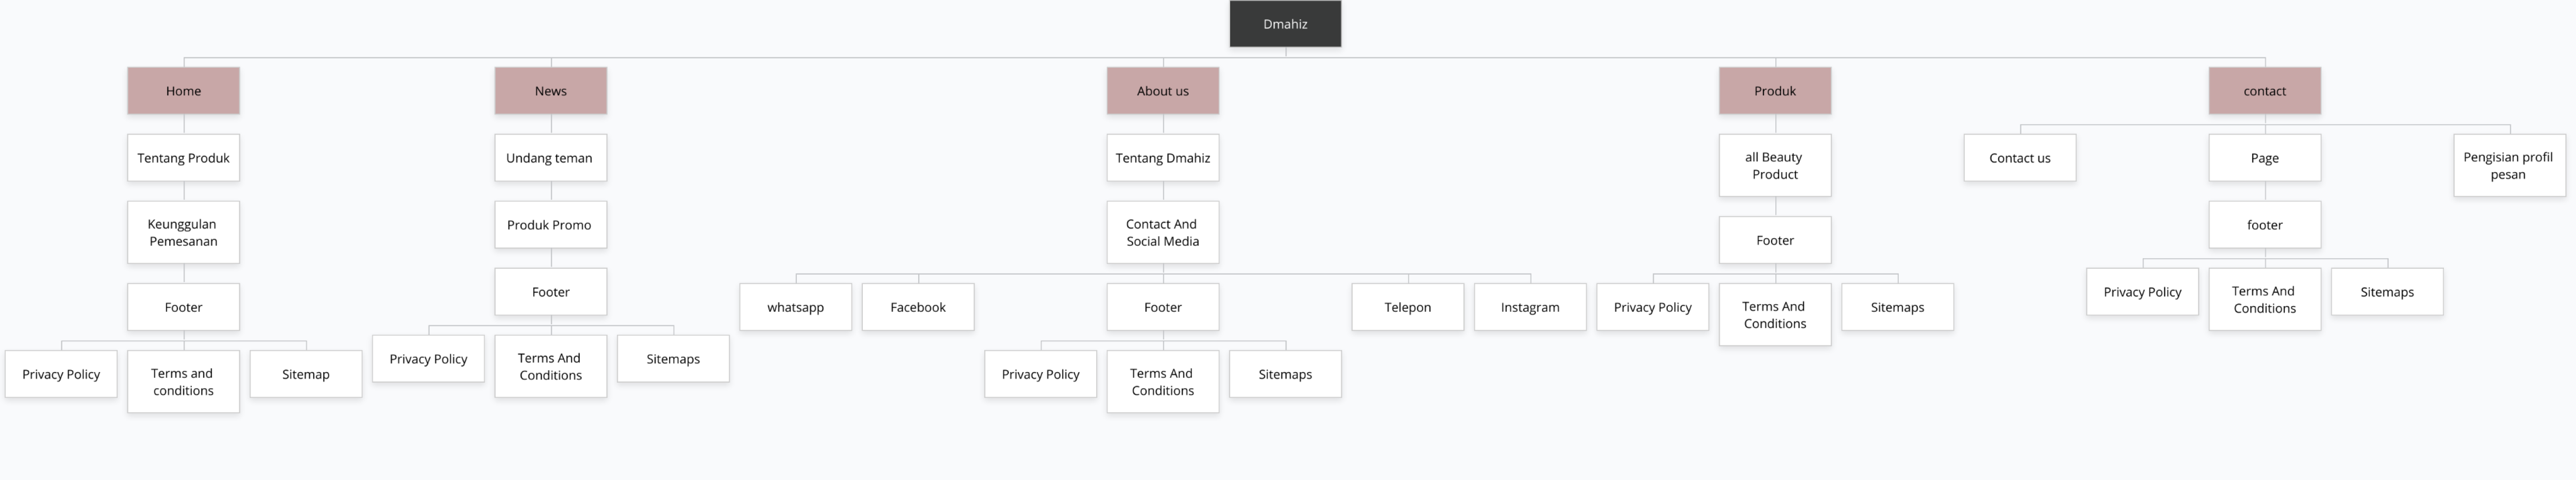 Dmahiz
Home
News
About us
Produk
contact
Tentang Produk
Undang teman
Tentang Dmahiz
all Beauty
Product
Contact us
Page
Pengisian profil
pesan
Keunggulan
Pemesanan
Produk Promo
Contact And
Social Media
Footer
footer
Footer
Footer
whatsapp
Facebook
Footer
Telepon
Instagram
Privacy Policy
Terms And
Conditions
Sitemaps
Privacy Policy
Terms And
Conditions
Sitemaps
Privacy Policy
Terms and
conditions
Sitemap
Privacy Policy
Terms And
Conditions
Sitemaps
Privacy Policy
Terms And
Conditions
Sitemaps